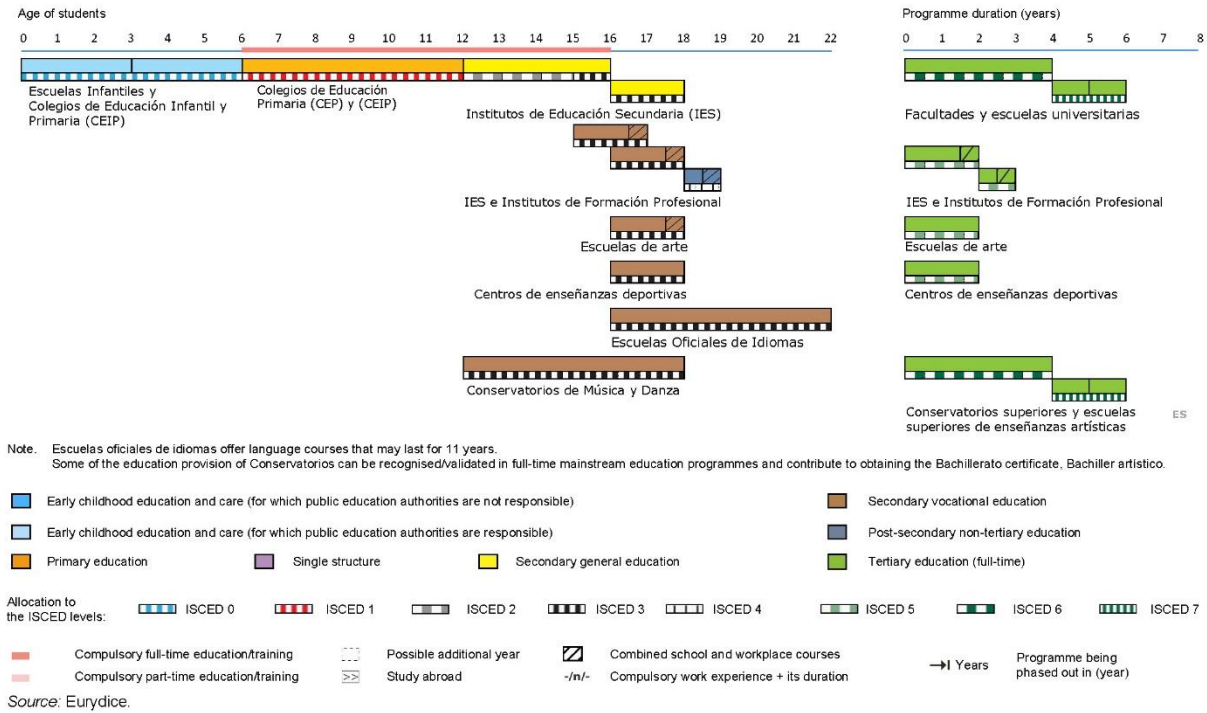 Age of students
Programme duration (years)
0 1 2 3 4 5 6 7 8 9 10 11 12 13 14 15 16 17 18 19 20 21 22
0 1 2 3 4 5 6 7 8
Escuelas Infantiles y
Colegios de Educación Infantil y
Primaria (CEIP)
Colegios de Educación
Primaria (CEP) y (CEIP)
Institutos de Educación Secundaria (IES)
Facultades y escuelas universitarias
IES e Institutos de Formación Profesional
IES e Institutos de Formación Profesional
Escuelas de arte
Escuelas de arte
Centros de enseñanzas deportivas
Centros de enseñanzas deportivas
Escuelas Oficiales de Idiomas
Conservatorios de Música y Danza
Conservatorios superiores y escuelas
superiores de enseñanzas artísticas
ES
Note. Escuelas oficiales de idiomas offer language courses that may last for 11 years.
Some of the education provision of Conservatorios can be recognised/validated in full-time mainstream education programmes and contribute to obtaining the Bachillerato certificate, Bachiller artístico.
Early childhood education and care (for which public education authorities are not responsible)
Secondary vocational education
Early childhood education and care (for which public education authorities are responsible)
Post-secondary non-tertiary education
Primary education
Single structure
Secondary general education
Tertiary education (full-time)
Allocation to
the ISCED levels:
ISCED 0
ISCED 1
ISCED 2
ISCED 3
ISCED 4
ISCED 5
ISCED 6
ISCED 7
Compulsory full-time education/training
Possible additional year
Combined school and workplace courses
Years
Programme being
phased out in (year)
Compulsory part-time education/training
>> Study abroad
-/n/- Compulsory work experience + its duration
Source: Eurydice.